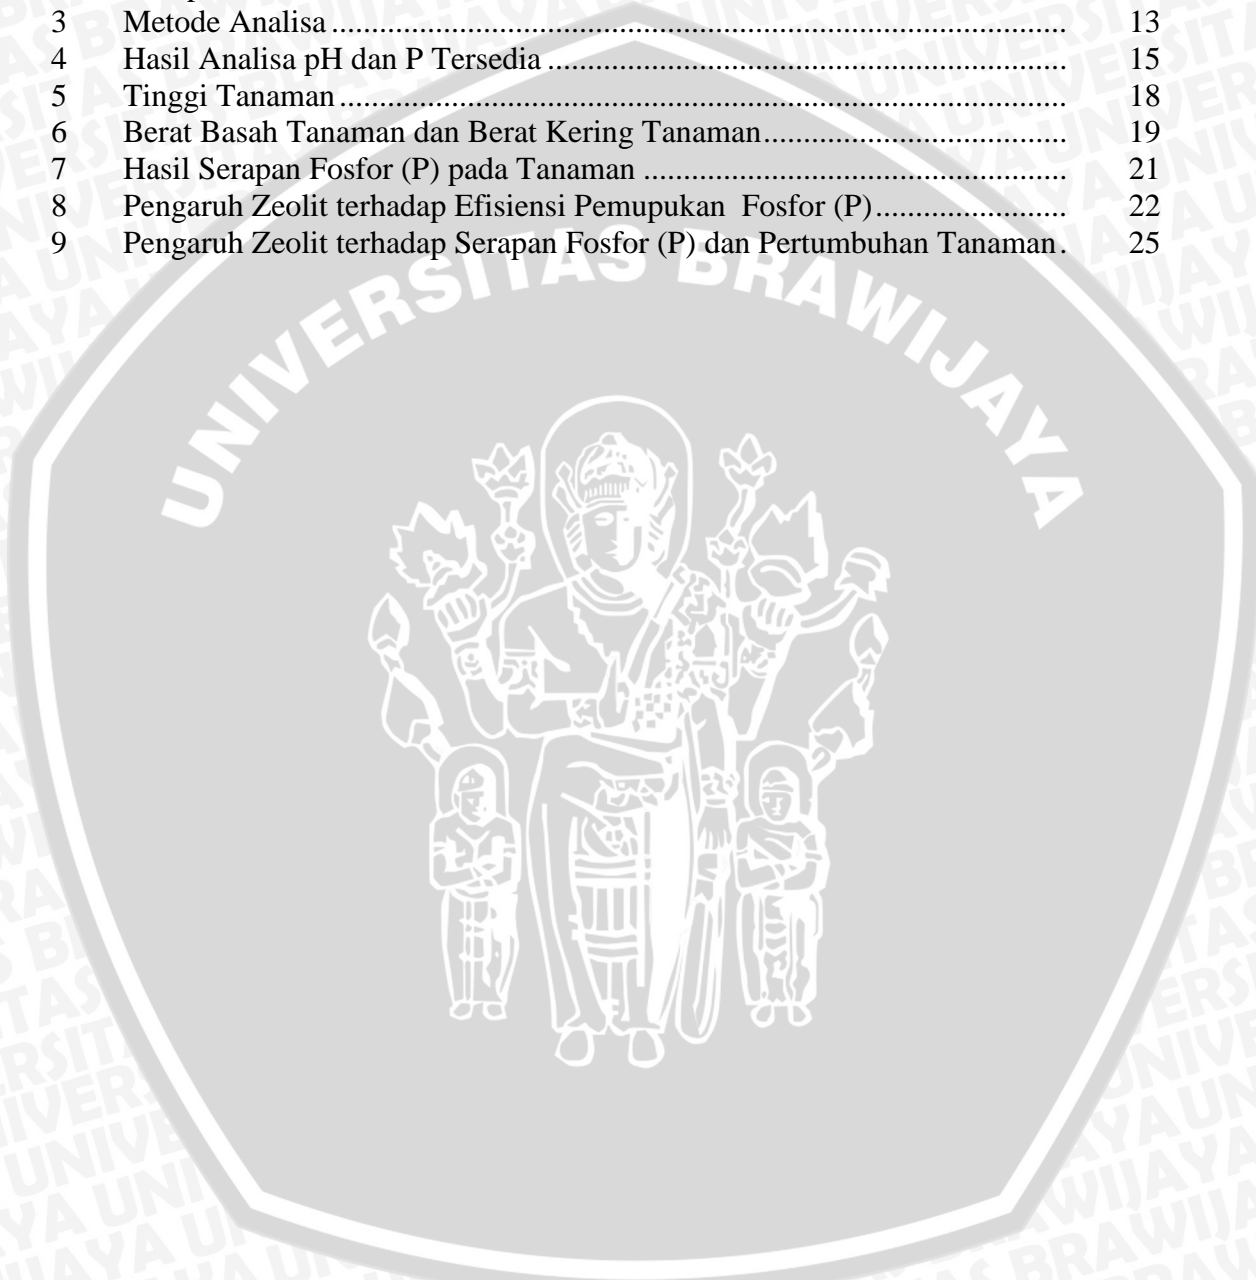 3 Metode Analisa ........................................................................................... 13
4 Hasil Analisa pH dan P Tersedia ................................................................ 15
5 Tinggi Tanaman .......................................................................................... 18
6 Berat Basah Tanaman dan Berat Kering Tanaman..................................... 19
7 Hasil Serapan Fosfor (P) pada Tanaman .................................................... 21
8 Pengaruh Zeolit terhadap Efisiensi Pemupukan Fosfor (P)........................ 22
9 Pengaruh Zeolit terhadap Serapan Fosfor (P) dan Pertumbuhan Tanaman. 25
UNIVERSITAS BRAWIJAYA